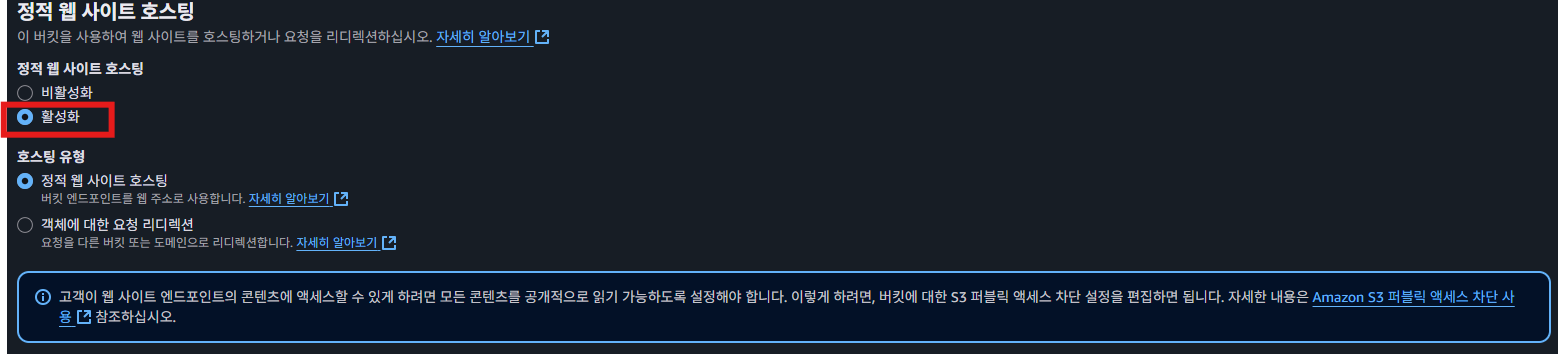 정적 웹 사이트 호스팅
이 버킷을 사용하여 웹 사이트를 호스팅하거나 요청을 리디렉션하십시오. 자세히 알아보기
정적 웹 사이트 호스팅
비활성화
활성화
호스팅 유형
정적 웹 사이트 호스팅
버킷 엔드포인트를 웹 주소로 사용합니다. 자세히 알아보기
객체에 대한 요청 리디렉션
요청을 다른 버킷 또는 도메인으로 리디렉션합니다. 자세히 알아보기
고객이 웹 사이트 엔드포인트의 콘텐츠에 액세스할 수 있게 하려면 모든 콘텐츠를 공개적으로 읽기 가능하도록 설정해야 합니다. 이렇게 하려면, 버킷에 대한 S3 퍼블릭 액세스 차단 설정을 편집하면 됩니다. 자세한 내용은 Amazon S3 퍼블릭 액세스 차단 사
용 참조하십시오.